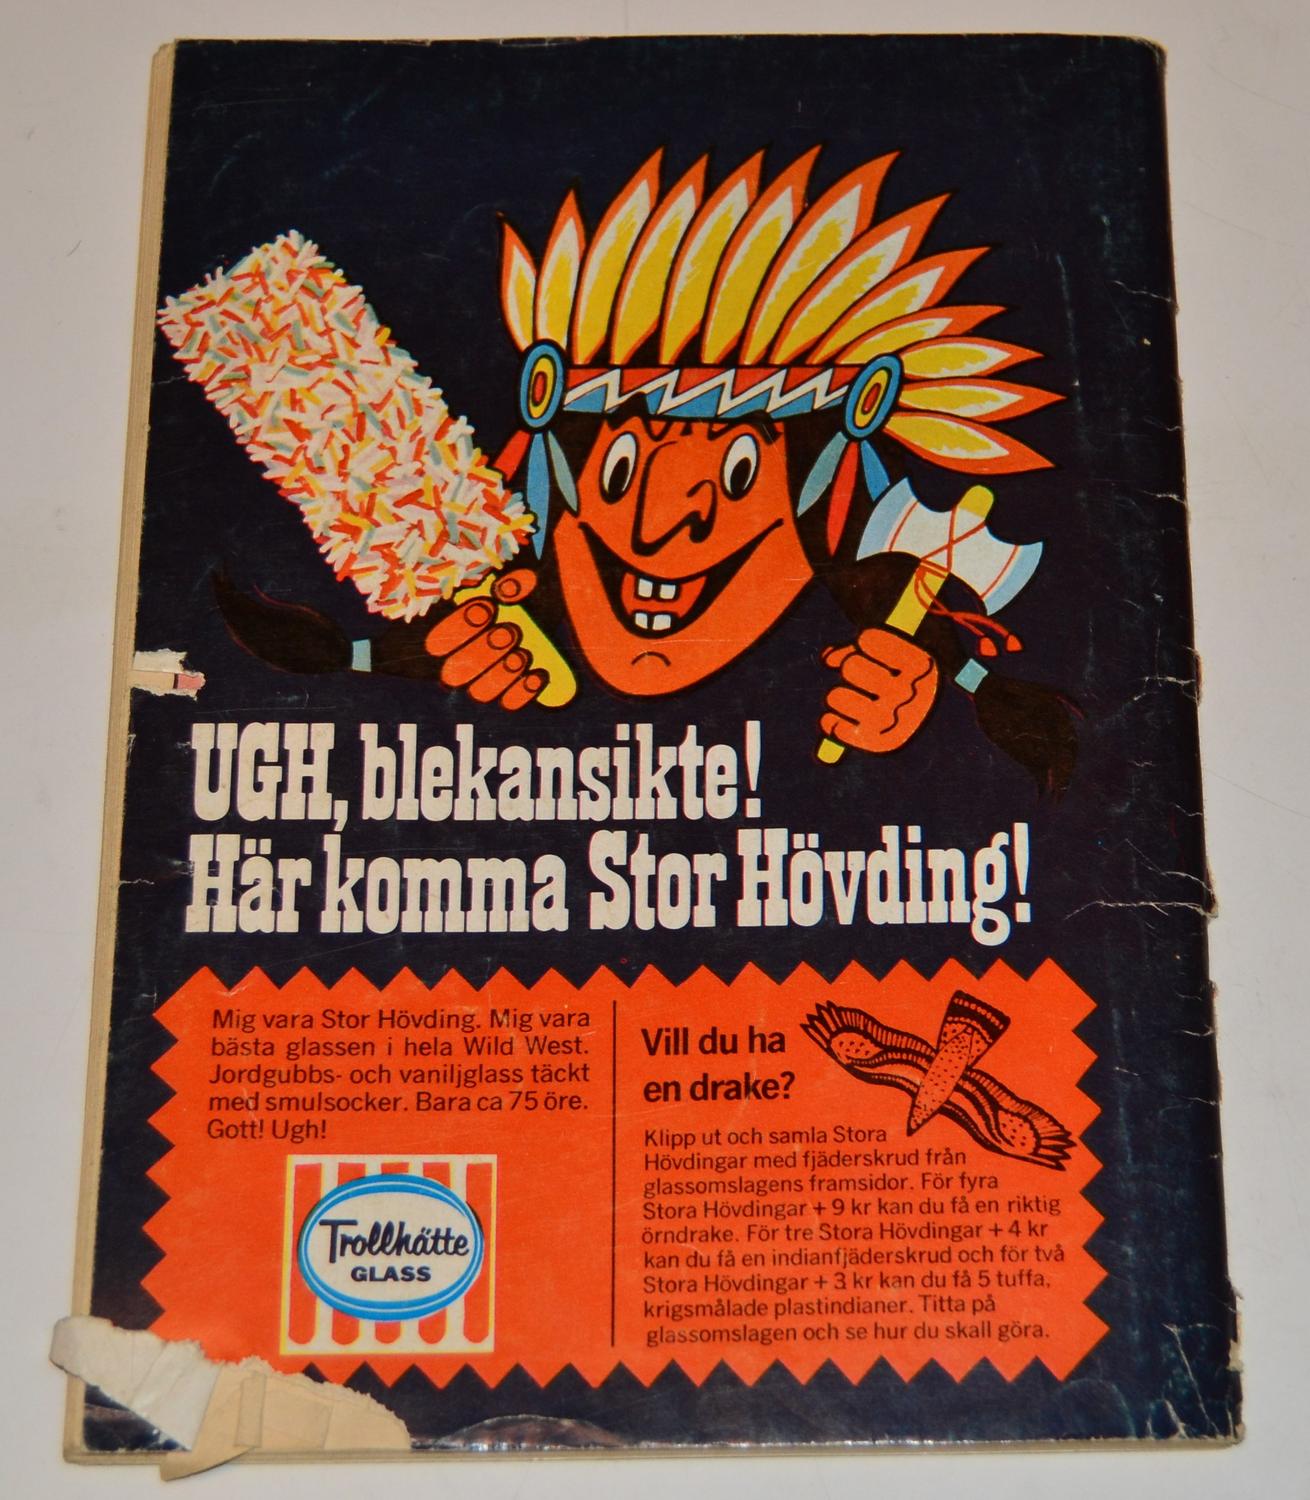 UGH, blekansikte!
Här komma Stor Hövding!
Mig vara Stor Hövding. Mig vara
bästa glassen i hela Wild West.
Jordgubbs- och vaniljglass täckt
med smulsocker. Bara ca 75 öre.
Gott! Ugh!
Trollhätte
GLASS
Vill du ha
en drake?
Klipp ut och samla Stora
Hövdingar med fjäderskrud från
glassomslagens framsidor. För fyra
Stora Hövdingar + 9 kr kan du få en riktig
örndrake. För tre Stora Hövdingar + 4 kr
kan du få en indianfjäderskrud och för två
Stora Hövdingar + 3 kr kan du få 5 tuffa,
krigsmålade plastindianer. Titta på
glassomslagen och se hur du skall göra.